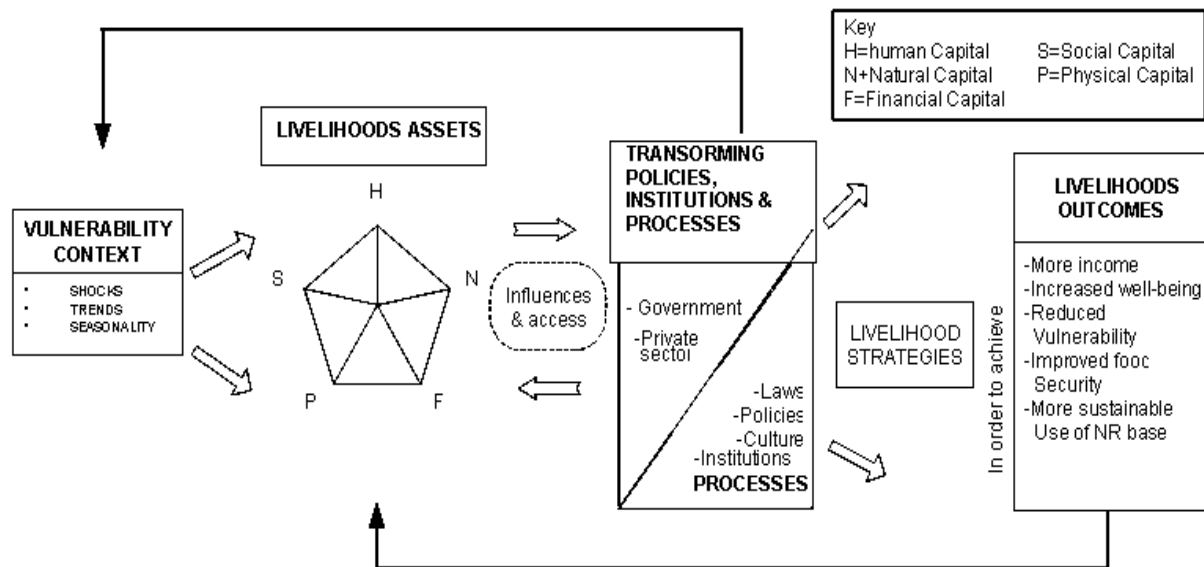 Key
H=human Capital S=Social Capital
N+Natural Capital P=Physical Capital
F=Financial Capital
LIVELIHOODS ASSETS
TRANSORMING
POLICIES,
INSTITUTIONS &
PROCESSES
LIVELIHOODS
OUTCOMES
VULNERABILITY
CONTEXT
• SHOCKS
• TRENDS
• SEASONALITY
H
S
N
P
F
Influences
& access
- Government
-Private
sector
-Laws
-Policies
-Culture
-Institutions
PROCESSES
LIVELIHOOD
STRATEGIES
In order to achieve
-More income
-Increased well-being
-Reduced
Vulnerability
-Improved food
Security
-More sustainable
Use of NR base